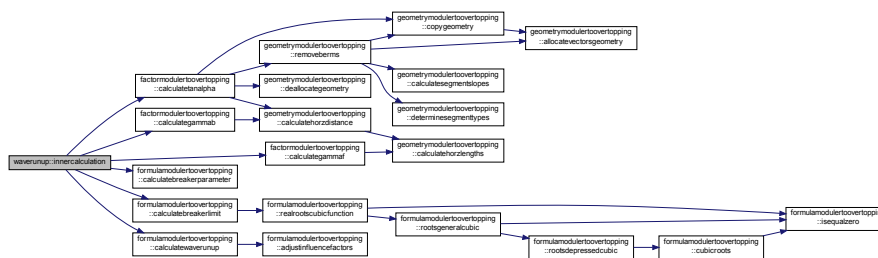 geometrymodulertoovertopping
::copygeometry
geometrymodulertoovertopping
::allocatevectorsgeometry
geometrymodulertoovertopping
::removeberms
geometrymodulertoovertopping
::calculatesegmentslopes
factormodulertoovertopping
::calculatetanalpha
geometrymodulertoovertopping
::deallocategeometry
geometrymodulertoovertopping
::determinesegmenttypes
factormodulertoovertopping
::calculategammab
geometrymodulertoovertopping
::calculatehorzdistance
factormodulertoovertopping
::calculategammaf
geometrymodulertoovertopping
::calculatehorzlengths
waverunup::innercalculation
formulamodulertoovertopping
::calculatebreakerparameter
formulamodulertoovertopping
::calculatebreakerlimit
formulamodulertoovertopping
::realrootscubicfunction
formulamodulertoovertopping
::rootsgeneralcubic
formulamodulertoovertopping
::isequalzero
formulamodulertoovertopping
::calculatewaverunup
formulamodulertoovertopping
::adjustinfluencefactors
formulamodulertoovertopping
::rootsdepressedcubic
formulamodulertoovertopping
::cubicroots